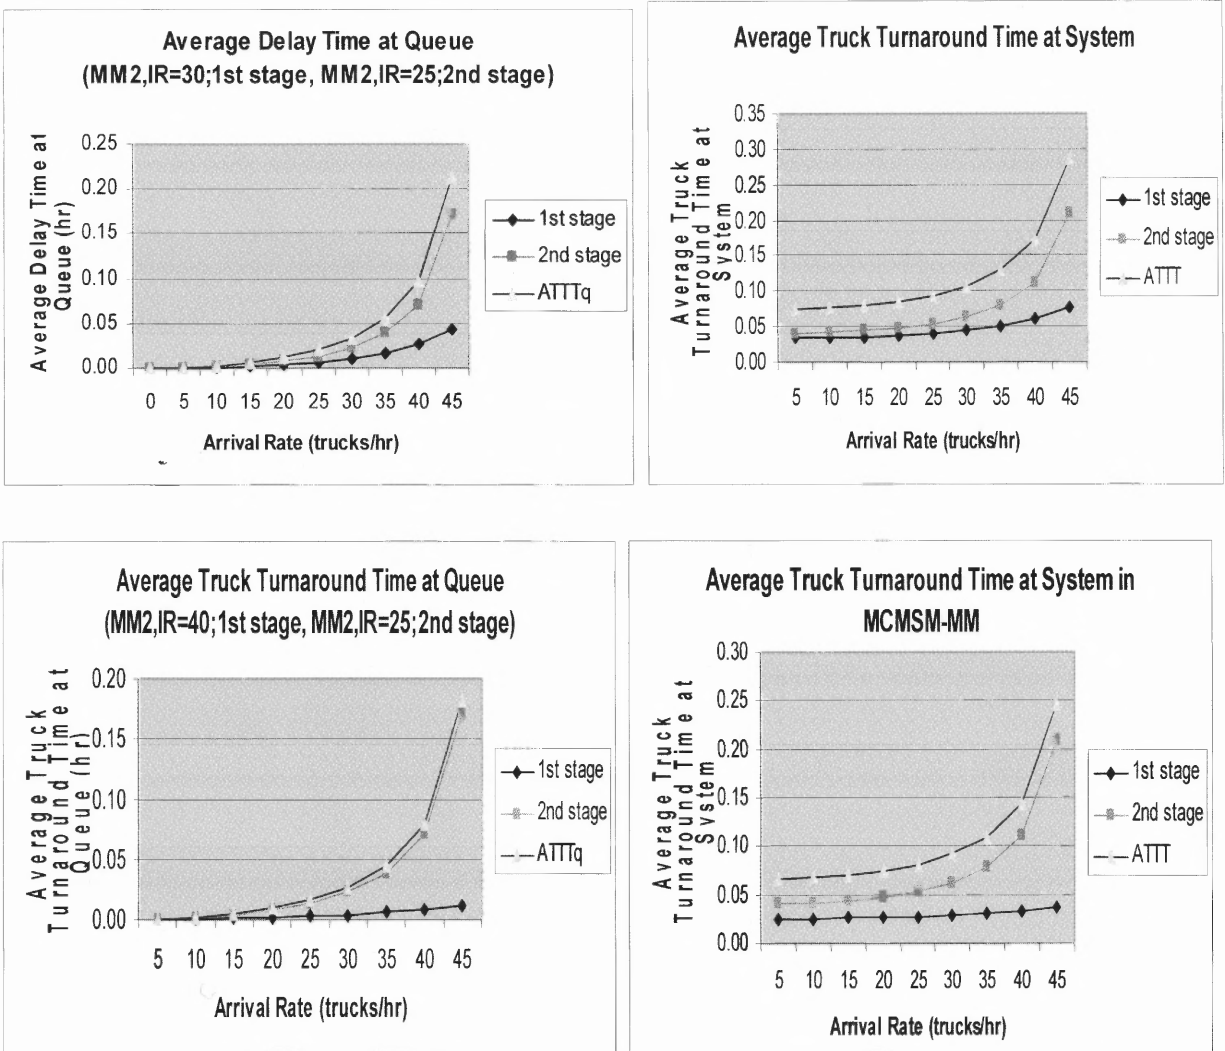 Average Delay Time at Queue
(MM2,IR=30;1st stage, MM2,IR=25;2nd stage)
Average Delay Time at
Queue (hr)
0.25
0.20
0.15
0.10
0.05
0.00
0 5 10 15 20 25 30 35 40 45
Arrival Rate (trucks/hr)
1st stage
2nd stage
ATTTq
Average Truck Turnaround Time at System
Average Truck
Turnaround Time at
System
0.35
0.30
0.25
0.20
0.15
0.10
0.05
0.00
5 10 15 20 25 30 35 40 45
Arrival Rate (trucks/hr)
1st stage
2nd stage
ATTT
Average Truck Turnaround Time at Queue
(MM2,IR=40;1st stage, MM2,IR=25;2nd stage)
Average Truck
Turnaround Time at
Queue (hr)
0.20
0.15
0.10
0.05
0.00
5 10 15 20 25 30 35 40 45
Arrival Rate (trucks/hr)
1st stage
2nd stage
ATTTq
Average Truck Turnaround Time at System in
MCMSM-MM
Average Truck
Turnaround Time at
System
0.30
0.25
0.20
0.15
0.10
0.05
0.00
5 10 15 20 25 30 35 40 45
Arrival Rate (trucks/hr)
1st stage
2nd stage
ATTT